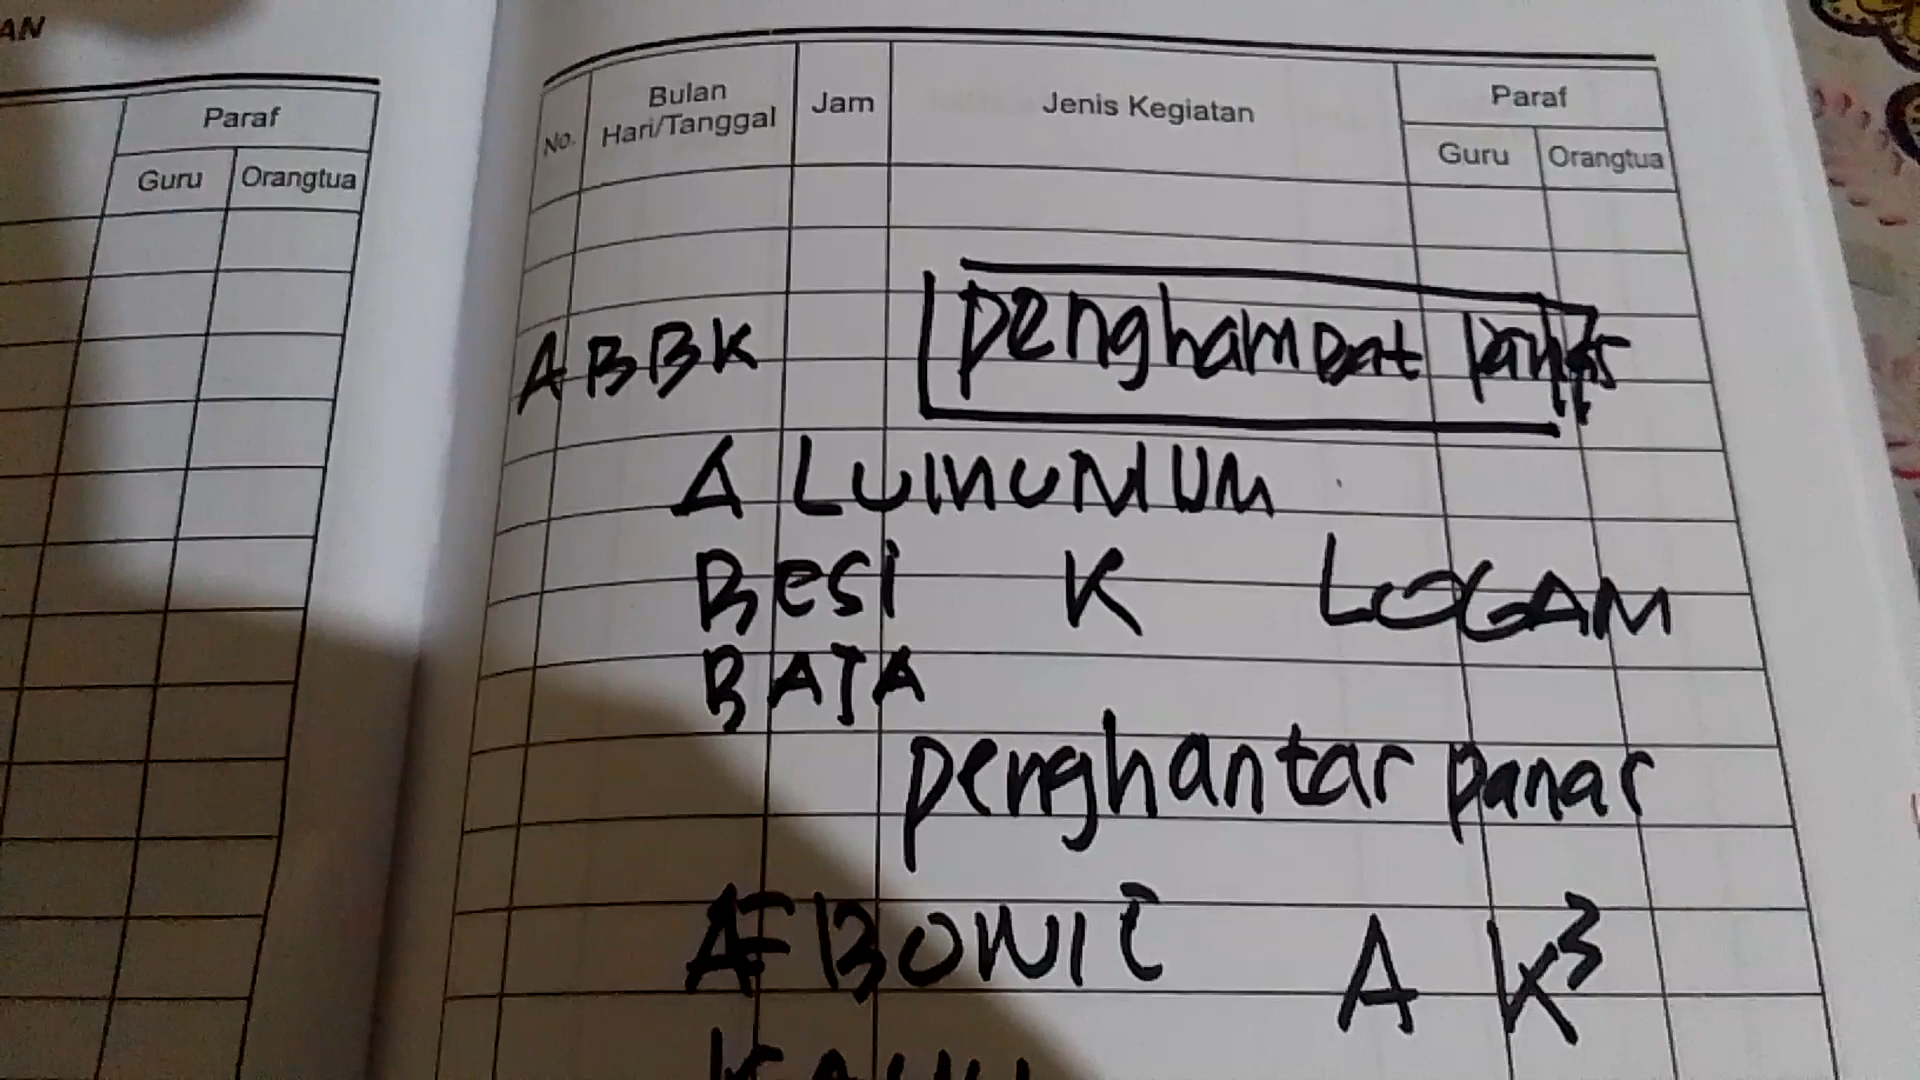 AN
Paraf
Guru Orangtua
No. Bulan Hari/Tanggal Jam Jenis Kegiatan Paraf
Guru Orangtua
ABBK penghambat panas
ALUMUNIUM
Besi K LOGAM
BAJA
penghantar panas
A K³